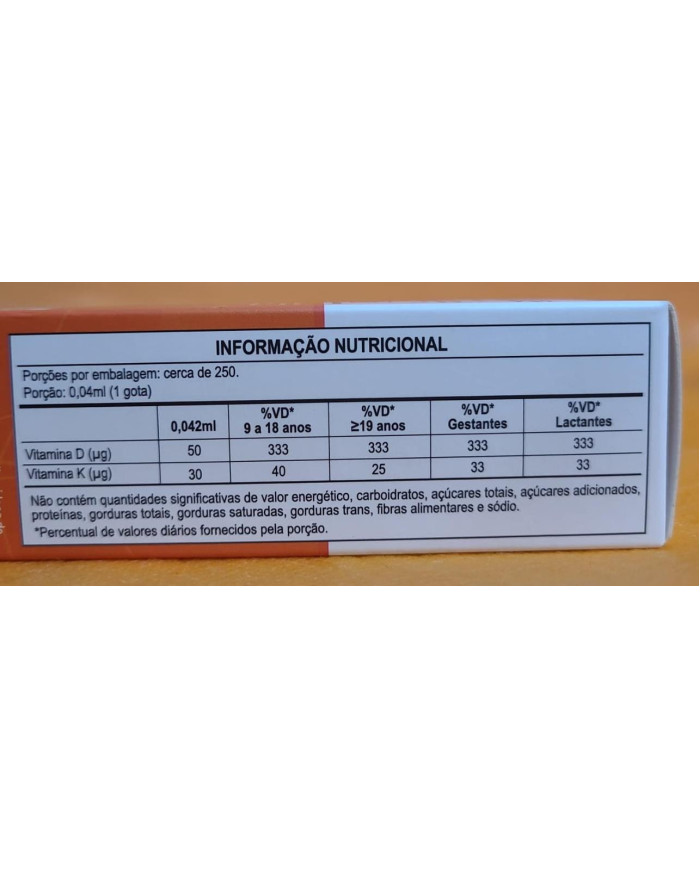 INFORMAÇÃO NUTRICIONAL
Porções por embalagem: cerca de 250.
Porção: 0,04ml (1 gota)
0,042ml %VD* 9 a 18 anos %VD* ≥19 anos %VD* Gestantes %VD* Lactantes
Vitamina D (µg) 50 333 333 333 333
Vitamina K (µg) 30 40 25 33 33
Não contém quantidades significativas de valor energético, carboidratos, açúcares totais, açúcares adicionados,
proteínas, gorduras totais, gorduras saturadas, gorduras trans, fibras alimentares e sódio.
*Percentual de valores diários fornecidos pela porção.